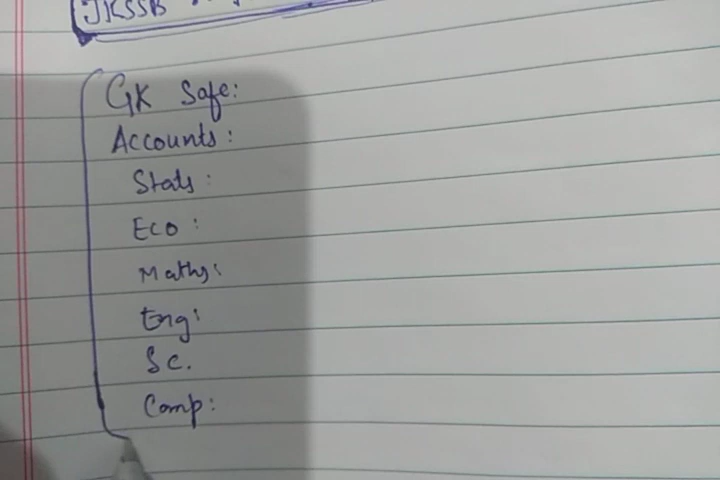 JKSSB
GK Safe:
Accounts:
Stats:
Eco:
Maths:
Eng:
Sc.
Comp: